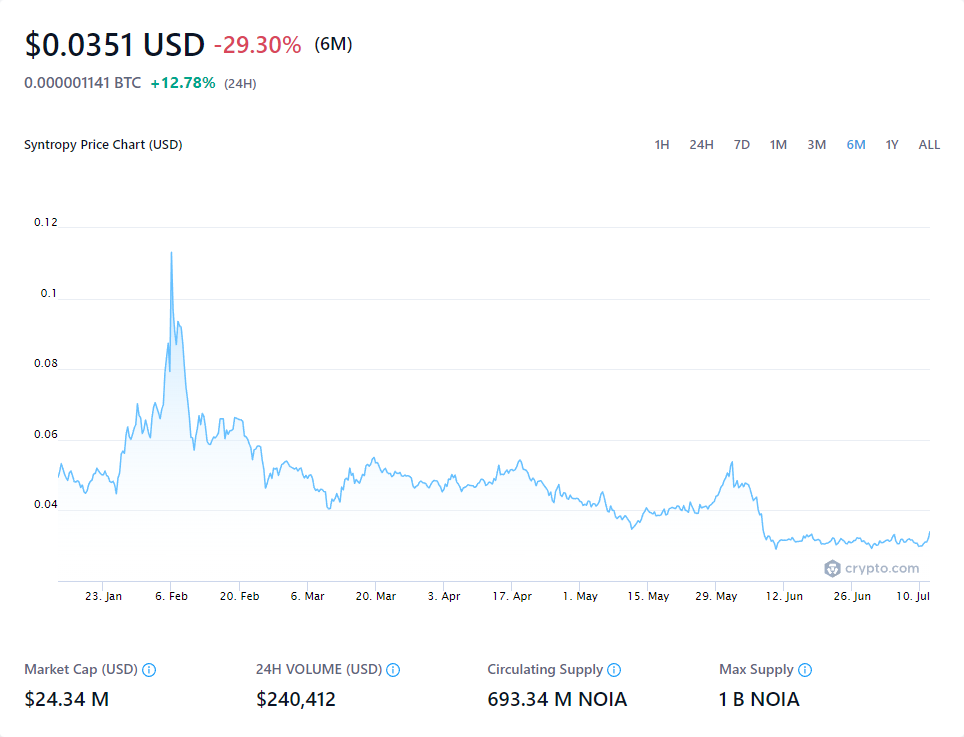 $0.0351 USD -29.30% (6M)
0.000001141 BTC +12.78% (24H)
Syntropy Price Chart (USD) 1H 24H 7D 1M 3M 6M 1Y ALL
0.12
0.1
0.08
0.06
0.04
crypto.com
23. Jan 6. Feb 20. Feb 6. Mar 20. Mar 3. Apr 17. Apr 1. May 15. May 29. May 12. Jun 26. Jun 10. Jul
Market Cap (USD) 24H VOLUME (USD) Circulating Supply Max Supply
$24.34 M $240,412 693.34 M NOIA 1 B NOIA